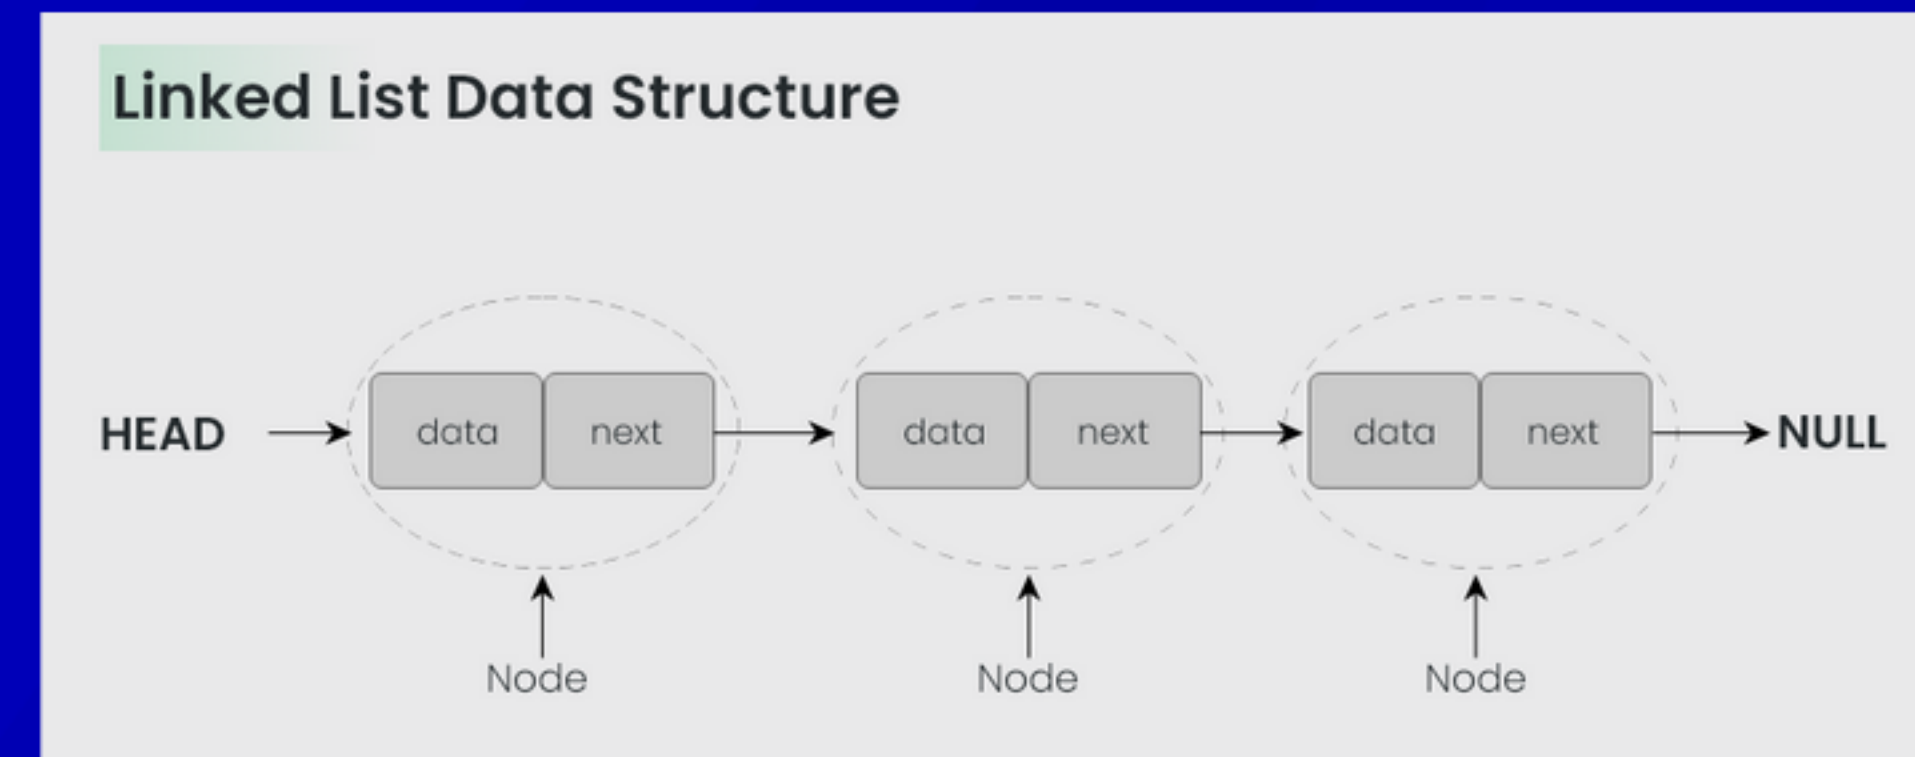 Linked List Data Structure
HEAD data next data next data next NULL
Node Node Node